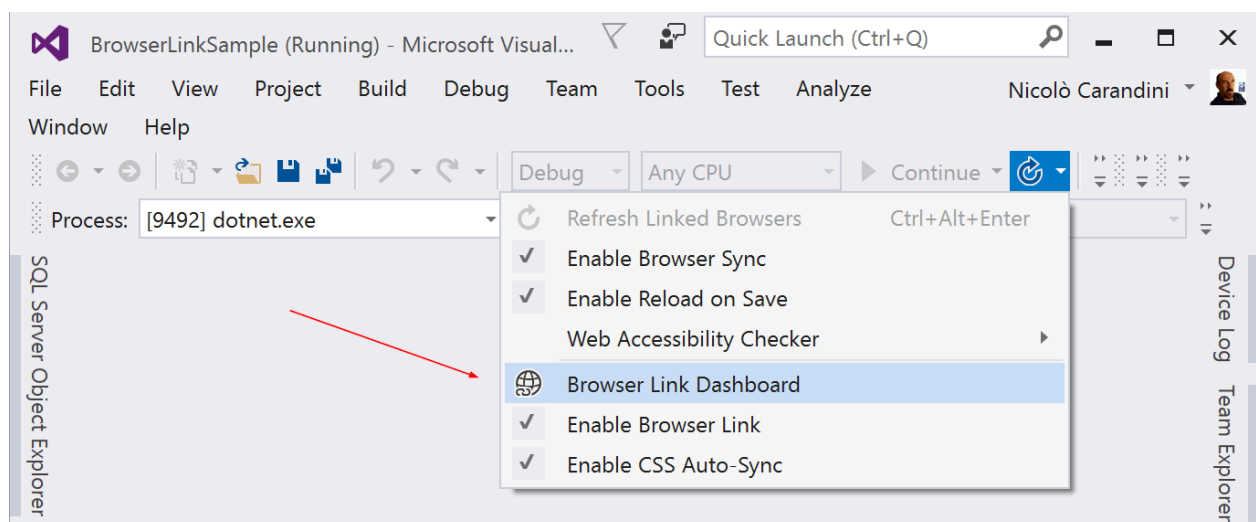 BrowserLinkSample (Running) - Microsoft Visual...
Quick Launch (Ctrl+Q)
File Edit View Project Build Debug Team Tools Test Analyze
Nicolò Carandini
Window Help
Debug
Any CPU
Continue
Process: [9492] dotnet.exe
Refresh Linked Browsers Ctrl+Alt+Enter
Enable Browser Sync
Enable Reload on Save
Web Accessibility Checker
Browser Link Dashboard
Enable Browser Link
Enable CSS Auto-Sync
SQL Server Object Explorer
Device Log
Team Explorer